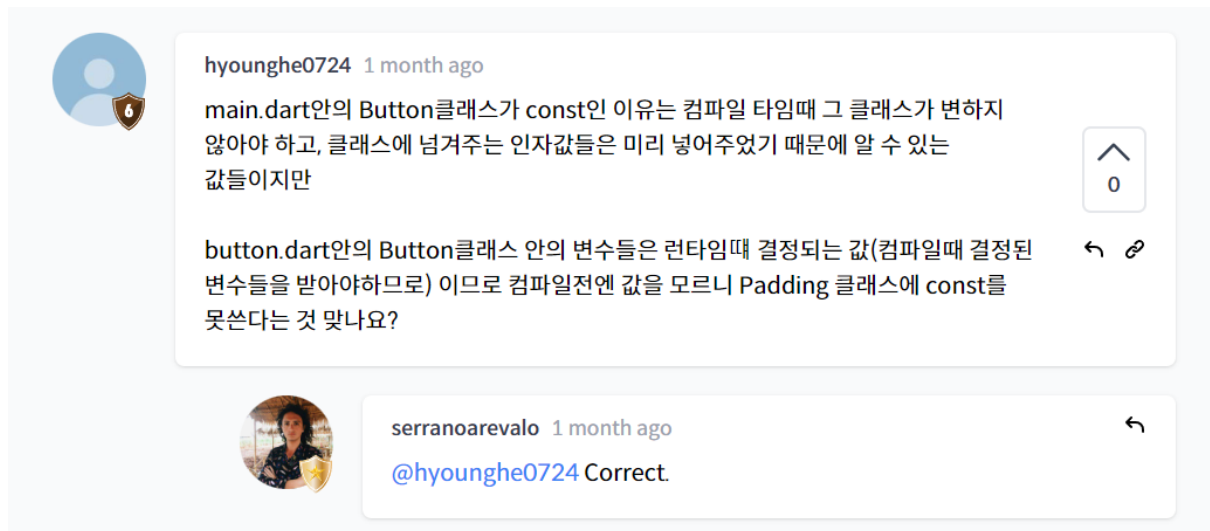 hyounghe0724 1 month ago
main.dart안의 Button클래스가 const인 이유는 컴파일 타임때 그 클래스가 변하지
않아야 하고, 클래스에 넘겨주는 인자값들은 미리 넣어주었기 때문에 알 수 있는
값들이지만
0
button.dart안의 Button클래스 안의 변수들은 런타임떄 결정되는 값(컴파일때 결정된
변수들을 받아야하므로) 이므로 컴파일전엔 값을 모르니 Padding 클래스에 const를
못쓴다는 것 맞나요?
6
serranoarevalo 1 month ago
@hyounghe0724 Correct.